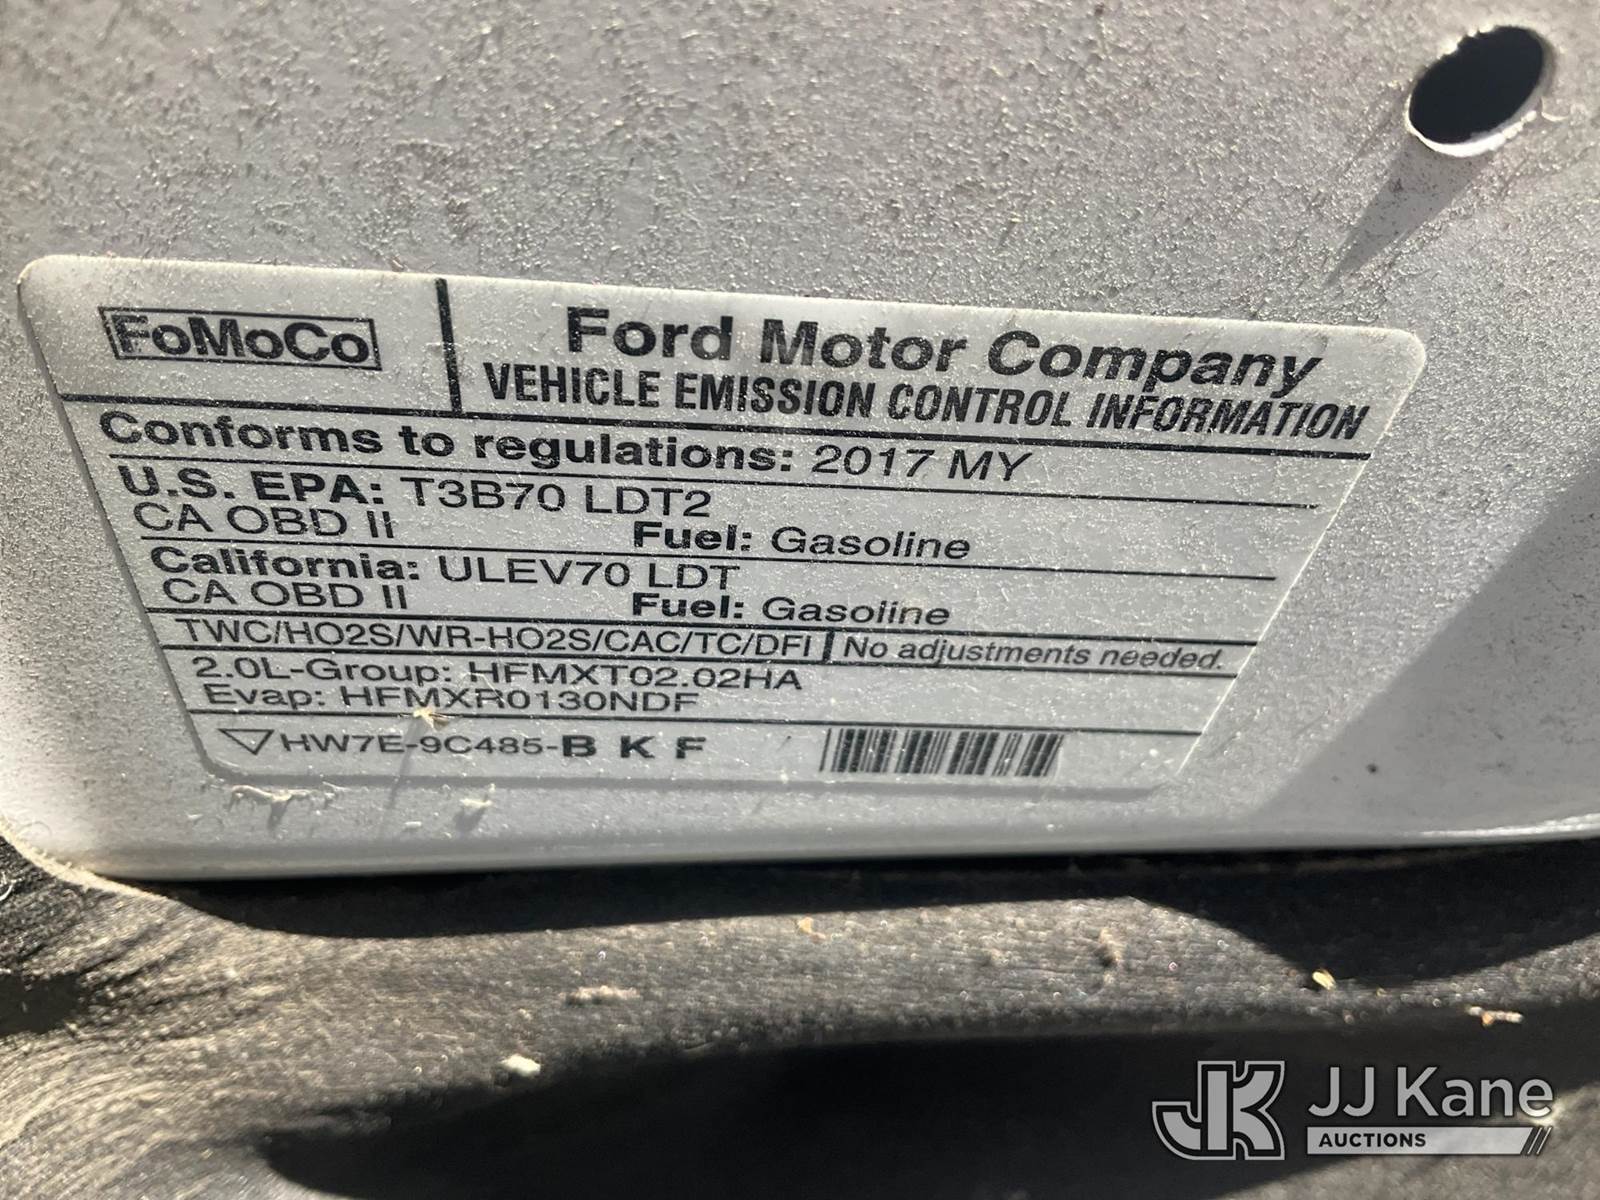 FoMoCo
Ford Motor Company
VEHICLE EMISSION CONTROL INFORMATION
Conforms to regulations: 2017 MY
U.S. EPA: T3B70 LDT2
CA OBD II Fuel: Gasoline
California: ULEV70 LDT
CA OBD II Fuel: Gasoline
TWC/HO2S/WR-HO2S/CAC/TC/DFI No adjustments needed.
2.0L-Group: HFMXT02.02HA
Evap: HFMXR0130NDF
HW7E-9C485-B K F
JK JJ Kane
AUCTIONS